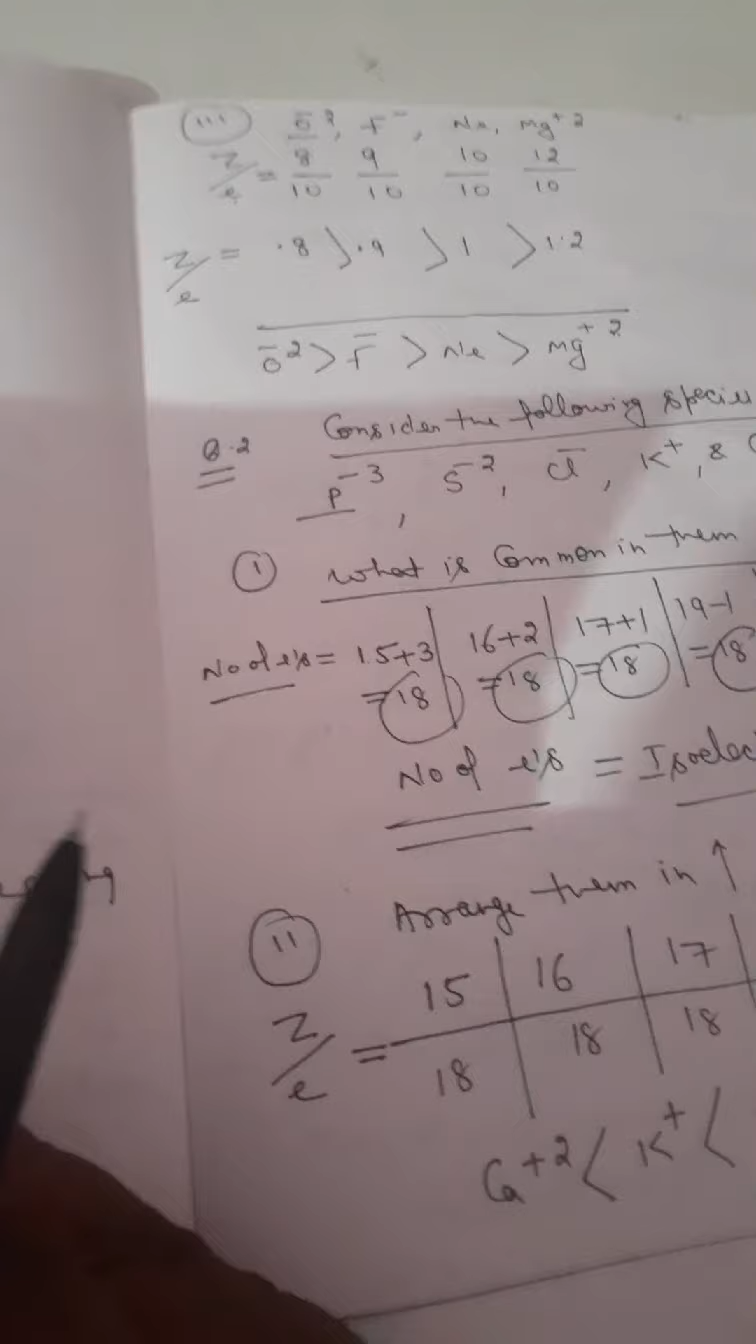 (iii) O̅², F⁻, Ne, Mg⁺²
Z/e = 8/10 9/10 10/10 12/10
Z/e = .8 > .9 > 1 > 1.2
O̅² > F̅ > Ne > Mg⁺²
Q.2 Consider the following species
P⁻³, S⁻², Cl̅, K⁺, &
(1) What is Common in them
No of e's = 15+3 | 16+2 | 17+1 | 19-1
=18 =18 =18 =18
No of e's =
(ii) Arrange them in ↑
Z/e = 15/18 | 16/18 | 17/18
Ca⁺² < K⁺ <